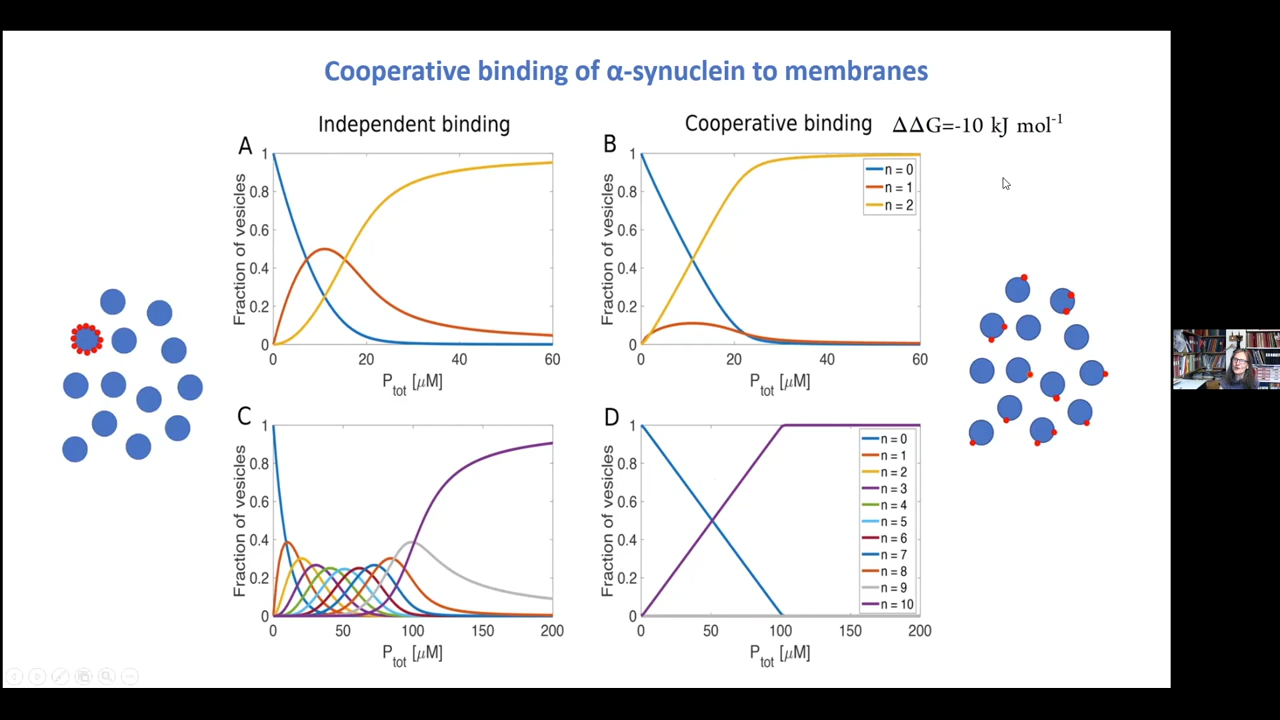 Cooperative binding of α-synuclein to membranes
Independent binding
Cooperative binding ΔΔG=-10 kJ mol-1
A
1
0.8
0.6
0.4
0.2
0
0 20 40 60
Fraction of vesicles
Ptot [μM]
B
1
0.8
0.6
0.4
0.2
0
0 20 40 60
Fraction of vesicles
Ptot [μM]
n = 0
n = 1
n = 2
C
1
0.8
0.6
0.4
0.2
0
0 50 100 150 200
Fraction of vesicles
Ptot [μM]
D
1
0.8
0.6
0.4
0.2
0
0 50 100 150 200
Fraction of vesicles
Ptot [μM]
n = 0
n = 1
n = 2
n = 3
n = 4
n = 5
n = 6
n = 7
n = 8
n = 9
n = 10